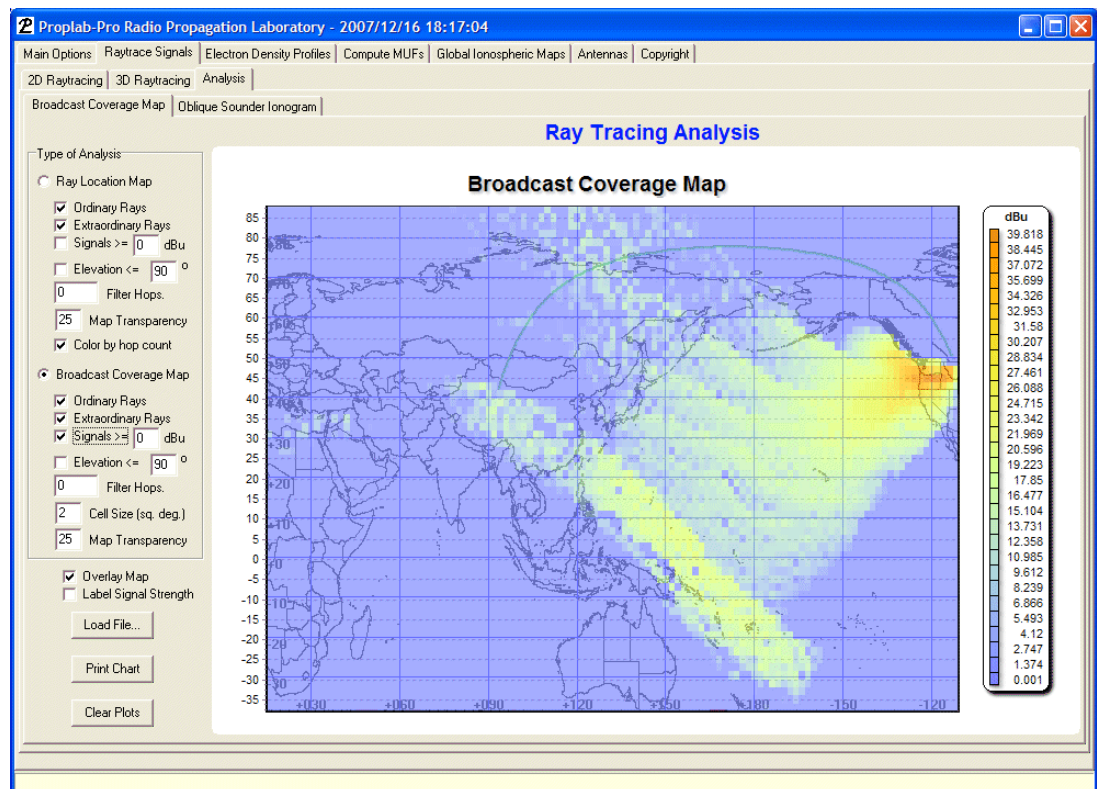 Proplab-Pro Radio Propagation Laboratory - 2007/12/16 18:17:04
Main Options Raytrace Signals Electron Density Profiles Compute MUFs Global Ionospheric Maps Antennas Copyright
2D Raytracing 3D Raytracing Analysis
Broadcast Coverage Map Oblique Sounder Ionogram
Ray Tracing Analysis
Type of Analysis
Ray Location Map
Ordinary Rays
Extraordinary Rays
Signals >= 0 dBu
Elevation <= 90 º
0 Filter Hops.
25 Map Transparency
Color by hop count
Broadcast Coverage Map
Ordinary Rays
Extraordinary Rays
Signals >= 0 dBu
Elevation <= 90 º
0 Filter Hops.
2 Cell Size (sq. deg.)
25 Map Transparency
Overlay Map
Label Signal Strength
Load File...
Print Chart
Clear Plots
Broadcast Coverage Map
85
80
75
70
65
60
55
50
45
40
35
30
25
20
15
10
5
0
-5
-10
-15
-20
-25
-30
-35
+30
+20
+10
+030 +060 +090 +120 +150 +180 -150 -120
dBu
39.818
38.445
37.072
35.699
34.326
32.953
31.58
30.207
28.834
27.461
26.088
24.715
23.342
21.969
20.596
19.223
17.85
16.477
15.104
13.731
12.358
10.985
9.612
8.239
6.866
5.493
4.12
2.747
1.374
0.001